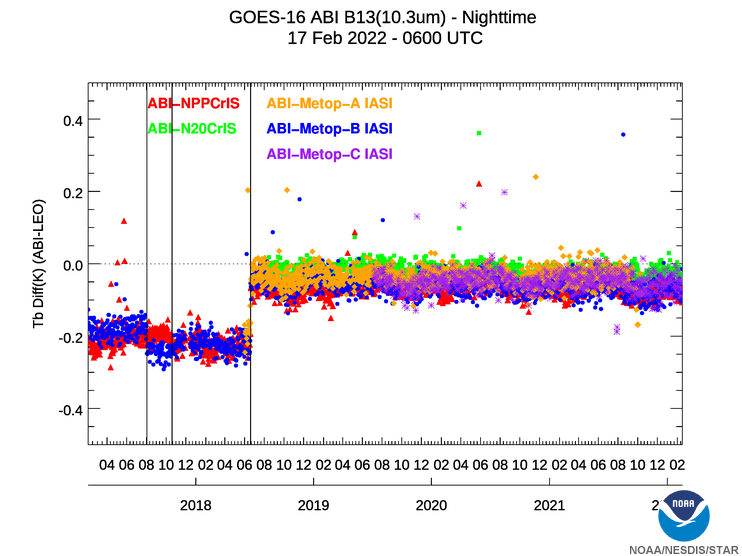 GOES-16 ABI B13(10.3um) - Nighttime
17 Feb 2022 - 0600 UTC
ABI-NPPCrIS
ABI-N20CrIS
ABI-Metop-A IASI
ABI-Metop-B IASI
ABI-Metop-C IASI
Tb Diff(K) (ABI-LEO)
0.4
0.2
0.0
-0.2
-0.4
04 06 08 10 12 02 04 06 08 10 12 02 04 06 08 10 12 02 04 06 08 10 12 02 04 06 08 10 12 02
2018 2019 2020 2021 2
NOAA
NOAA/NESDIS/STAR